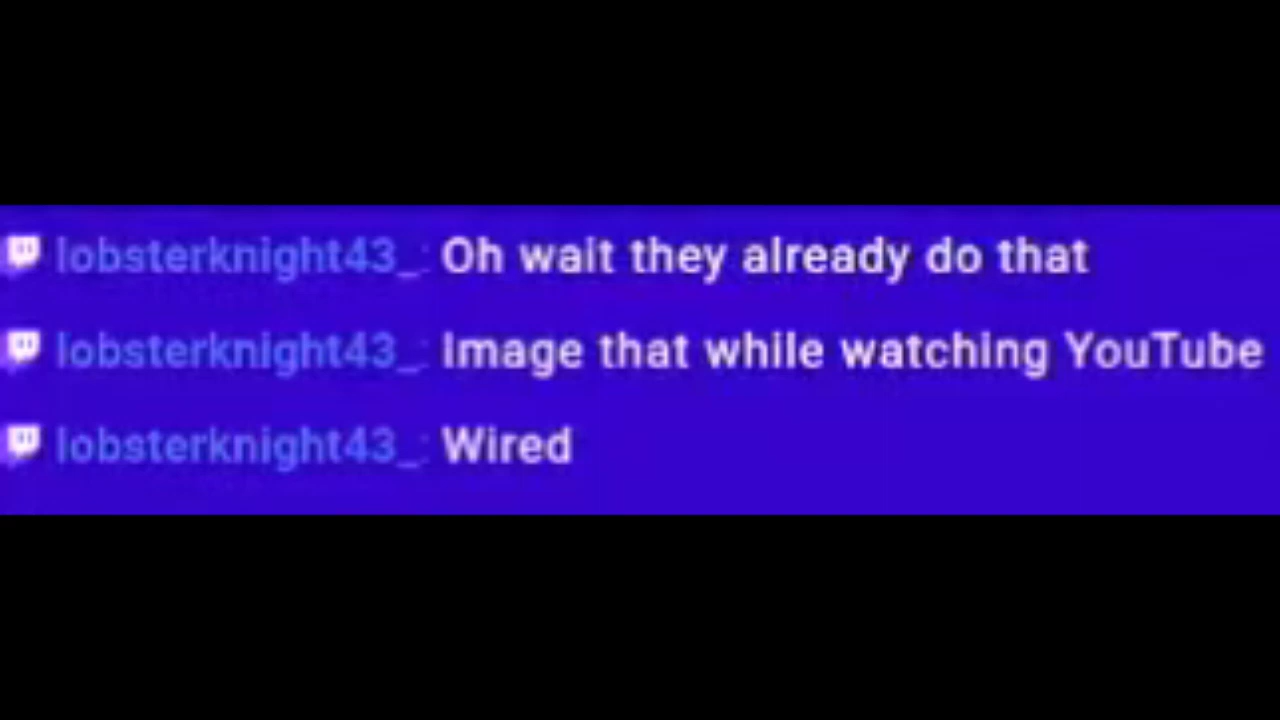 lobsterknight43_: Oh wait they already do that
lobsterknight43_: Image that while watching YouTube
lobsterknight43_: Wired